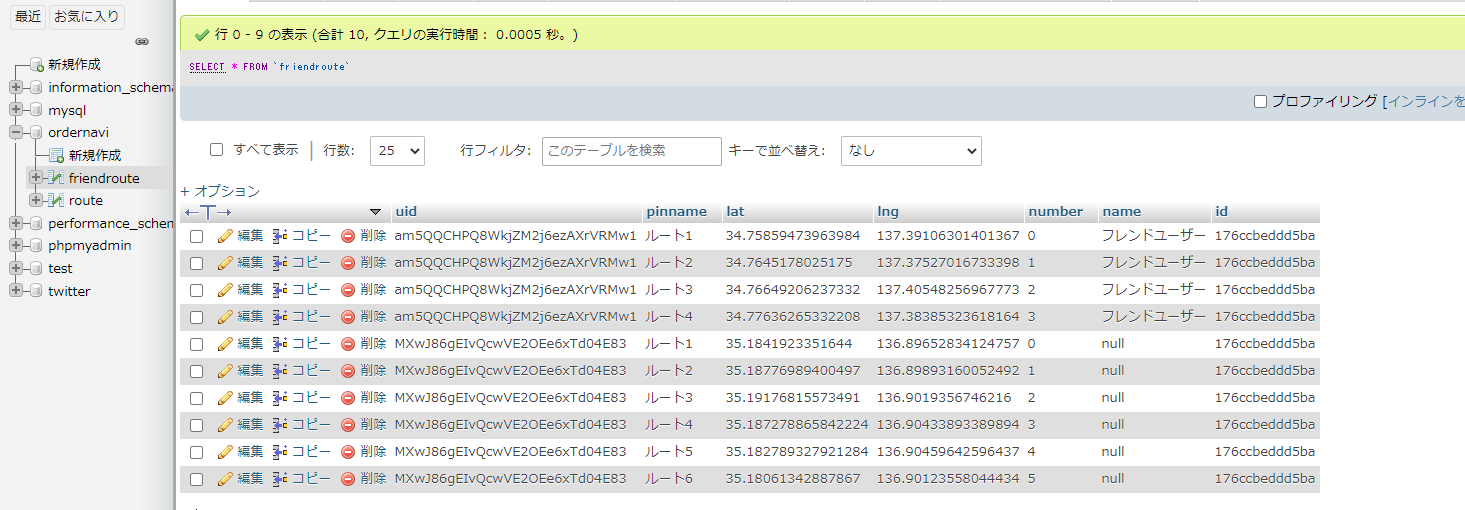 最近 お気に入り
新規作成
information_schema
mysql
ordernavi
新規作成
friendroute
route
performance_schem
phpmyadmin
test
twitter
行 0 - 9 の表示 (合計 10, クエリの実行時間： 0.0005 秒。)
SELECT * FROM `friendroute`
プロファイリング [インラインを
すべて表示 | 行数: 25 行フィルタ: このテーブルを検索 キーで並べ替え: なし
+ オプション
←T→ uid pinname lat lng number name id
編集 コピー 削除 am5QQCHPQ8WkjZM2j6ezAXrVRMw1 ルート1 34.75859473963984 137.39106301401367 0 フレンドユーザー 176ccbeddd5ba
編集 コピー 削除 am5QQCHPQ8WkjZM2j6ezAXrVRMw1 ルート2 34.7645178025175 137.37527016733398 1 フレンドユーザー 176ccbeddd5ba
編集 コピー 削除 am5QQCHPQ8WkjZM2j6ezAXrVRMw1 ルート3 34.76649206237332 137.40548256967773 2 フレンドユーザー 176ccbeddd5ba
編集 コピー 削除 am5QQCHPQ8WkjZM2j6ezAXrVRMw1 ルート4 34.77636265332208 137.38385323618164 3 フレンドユーザー 176ccbeddd5ba
編集 コピー 削除 MXwJ86gEIvQcwVE2OEe6xTd04E83 ルート1 35.1841923351644 136.89652834124757 0 null 176ccbeddd5ba
編集 コピー 削除 MXwJ86gEIvQcwVE2OEe6xTd04E83 ルート2 35.18776989400497 136.89893160052492 1 null 176ccbeddd5ba
編集 コピー 削除 MXwJ86gEIvQcwVE2OEe6xTd04E83 ルート3 35.19176815573491 136.9019356746216 2 null 176ccbeddd5ba
編集 コピー 削除 MXwJ86gEIvQcwVE2OEe6xTd04E83 ルート4 35.187278865842224 136.90433893389894 3 null 176ccbeddd5ba
編集 コピー 削除 MXwJ86gEIvQcwVE2OEe6xTd04E83 ルート5 35.182789327921284 136.90459642596437 4 null 176ccbeddd5ba
編集 コピー 削除 MXwJ86gEIvQcwVE2OEe6xTd04E83 ルート6 35.18061342887867 136.90123558044434 5 null 176ccbeddd5ba